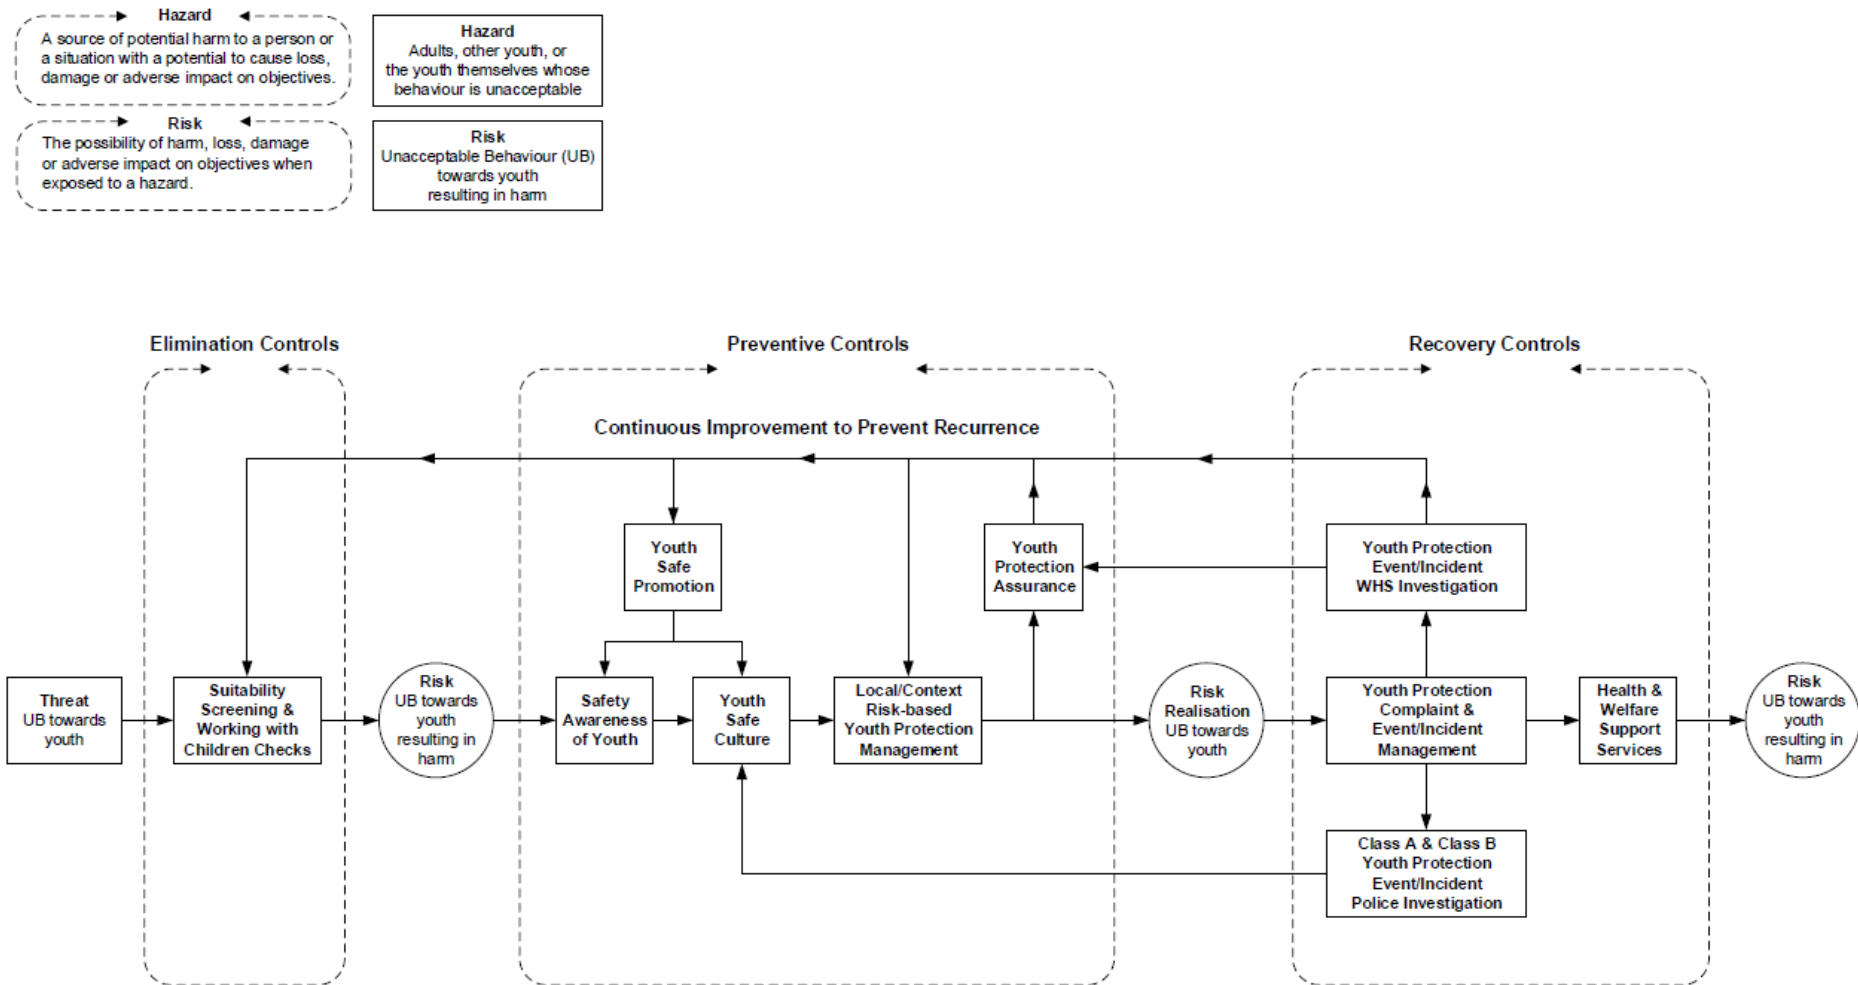 Hazard
A source of potential harm to a person or
a situation with a potential to cause loss,
damage or adverse impact on objectives.
Hazard
Adults, other youth, or
the youth themselves whose
behaviour is unacceptable
Risk
The possibility of harm, loss, damage
or adverse impact on objectives when
exposed to a hazard.
Risk
Unacceptable Behaviour (UB)
towards youth
resulting in harm
Elimination Controls
Preventive Controls
Recovery Controls
Continuous Improvement to Prevent Recurrence
Youth
Safe
Promotion
Youth
Protection
Assurance
Youth Protection
Event/Incident
WHS Investigation
Threat
UB towards
youth
Suitability
Screening &
Working with
Children Checks
Risk
UB towards
youth
resulting in
harm
Safety
Awareness
of Youth
Youth
Safe
Culture
Local/Context
Risk-based
Youth Protection
Management
Risk
Realisation
UB towards
youth
Youth Protection
Complaint &
Event/Incident
Management
Health &
Welfare
Support
Services
Risk
UB towards
youth
resulting in
harm
Class A & Class B
Youth Protection
Event/Incident
Police Investigation